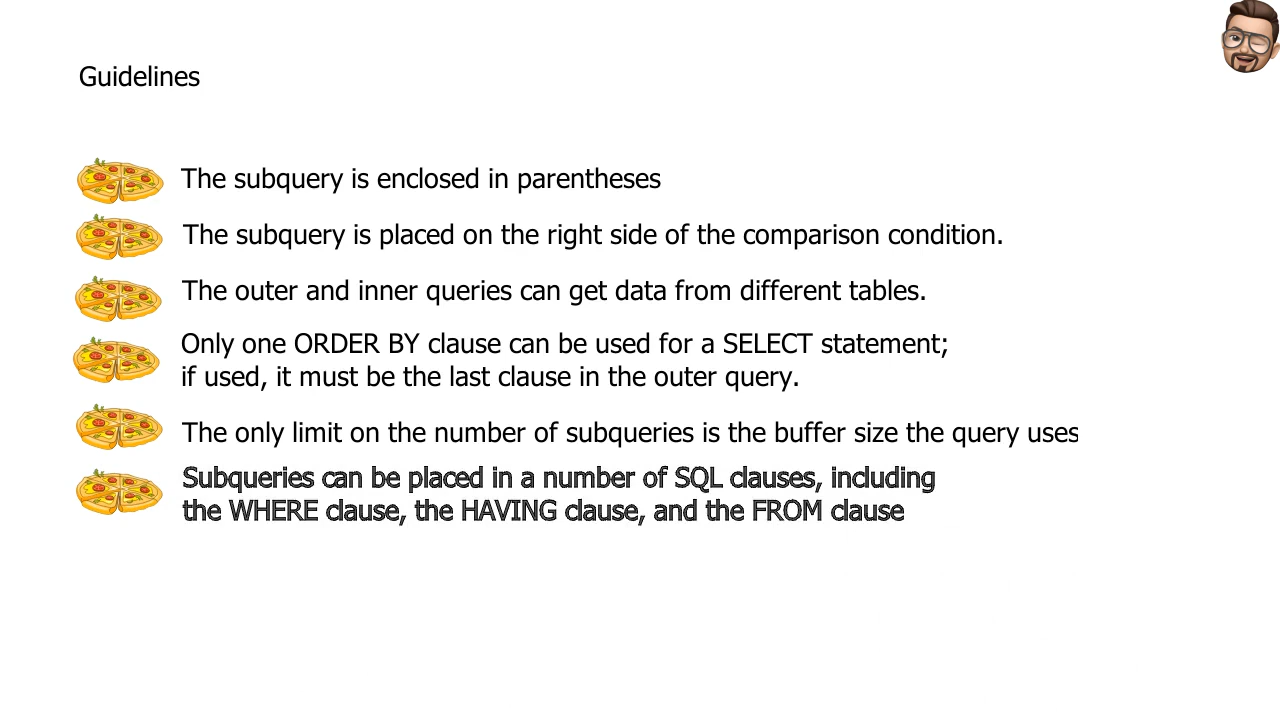 Guidelines
The subquery is enclosed in parentheses
The subquery is placed on the right side of the comparison condition.
The outer and inner queries can get data from different tables.
Only one ORDER BY clause can be used for a SELECT statement;
if used, it must be the last clause in the outer query.
The only limit on the number of subqueries is the buffer size the query uses
Subqueries can be placed in a number of SQL clauses, including
the WHERE clause, the HAVING clause, and the FROM clause